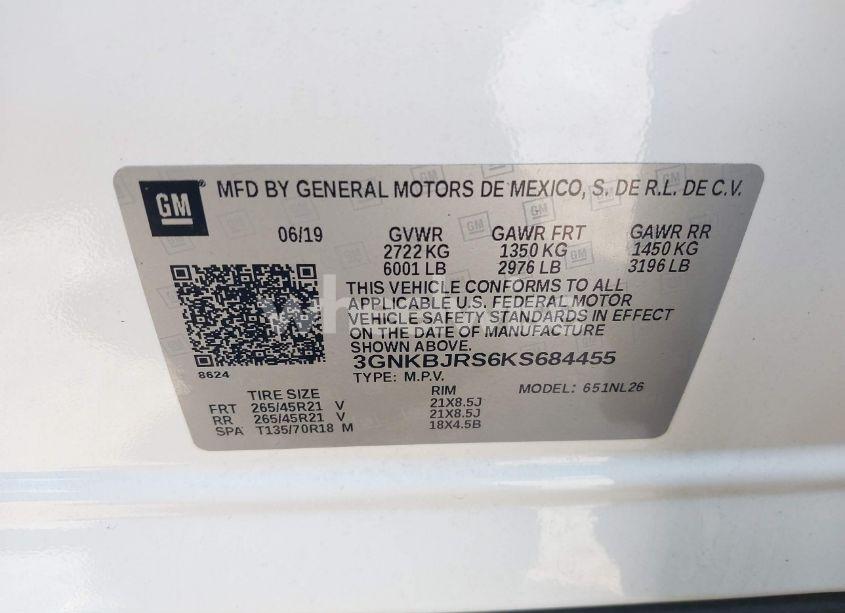 GM
MFD BY GENERAL MOTORS DE MEXICO, S. DE R.L. DE C.V.
06/19 GVWR GAWR FRT GAWR RR
2722 KG 1350 KG 1450 KG
6001 LB 2976 LB 3196 LB
THIS VEHICLE CONFORMS TO ALL
APPLICABLE U.S. FEDERAL MOTOR
VEHICLE SAFETY STANDARDS IN EFFECT
ON THE DATE OF MANUFACTURE
SHOWN ABOVE.
3GNKBJRS6KS684455
8624
TYPE: M.P.V. MODEL: 651NL26
TIRE SIZE RIM
FRT 265/45R21 V 21X8.5J
RR 265/45R21 V 21X8.5J
SPA T135/70R18 M 18X4.5B